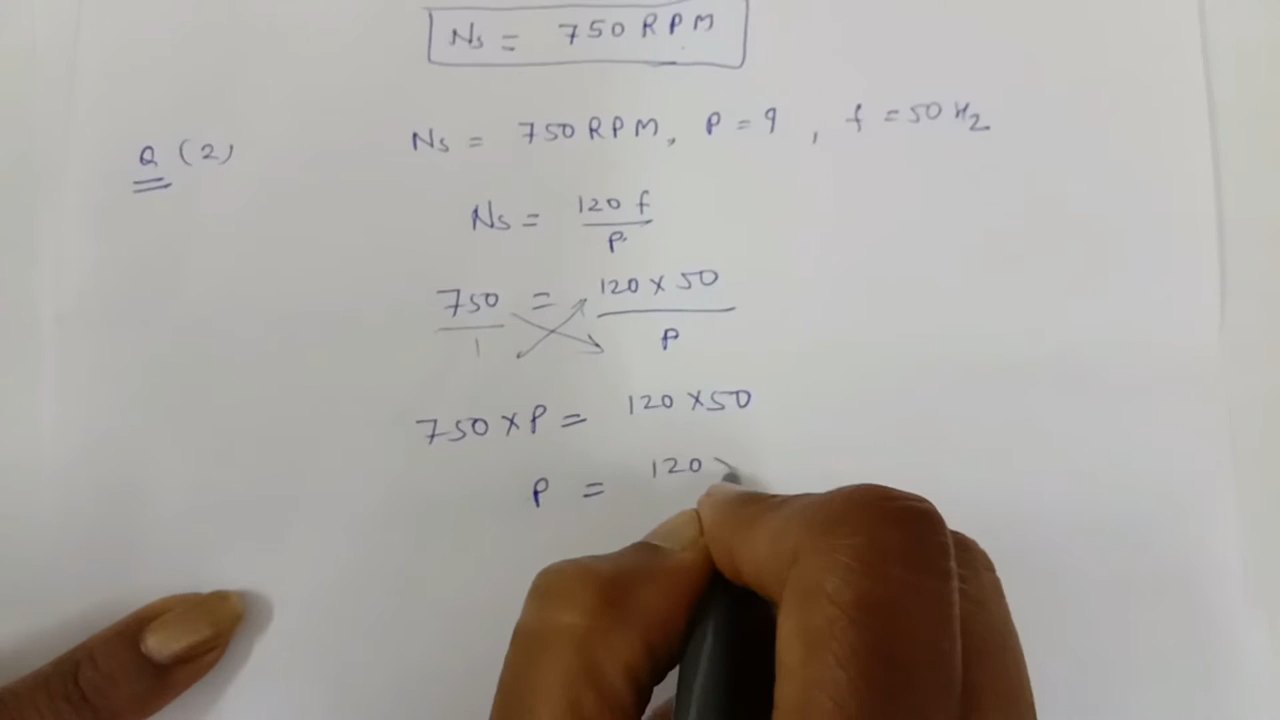 Ns = 750 RPM
Q (2)
Ns = 750 RPM, P = ?, f = 50 Hz
Ns = 120 f / P
750 / 1 = 120 x 50 / P
750 x P = 120 x 50
P = 120 x